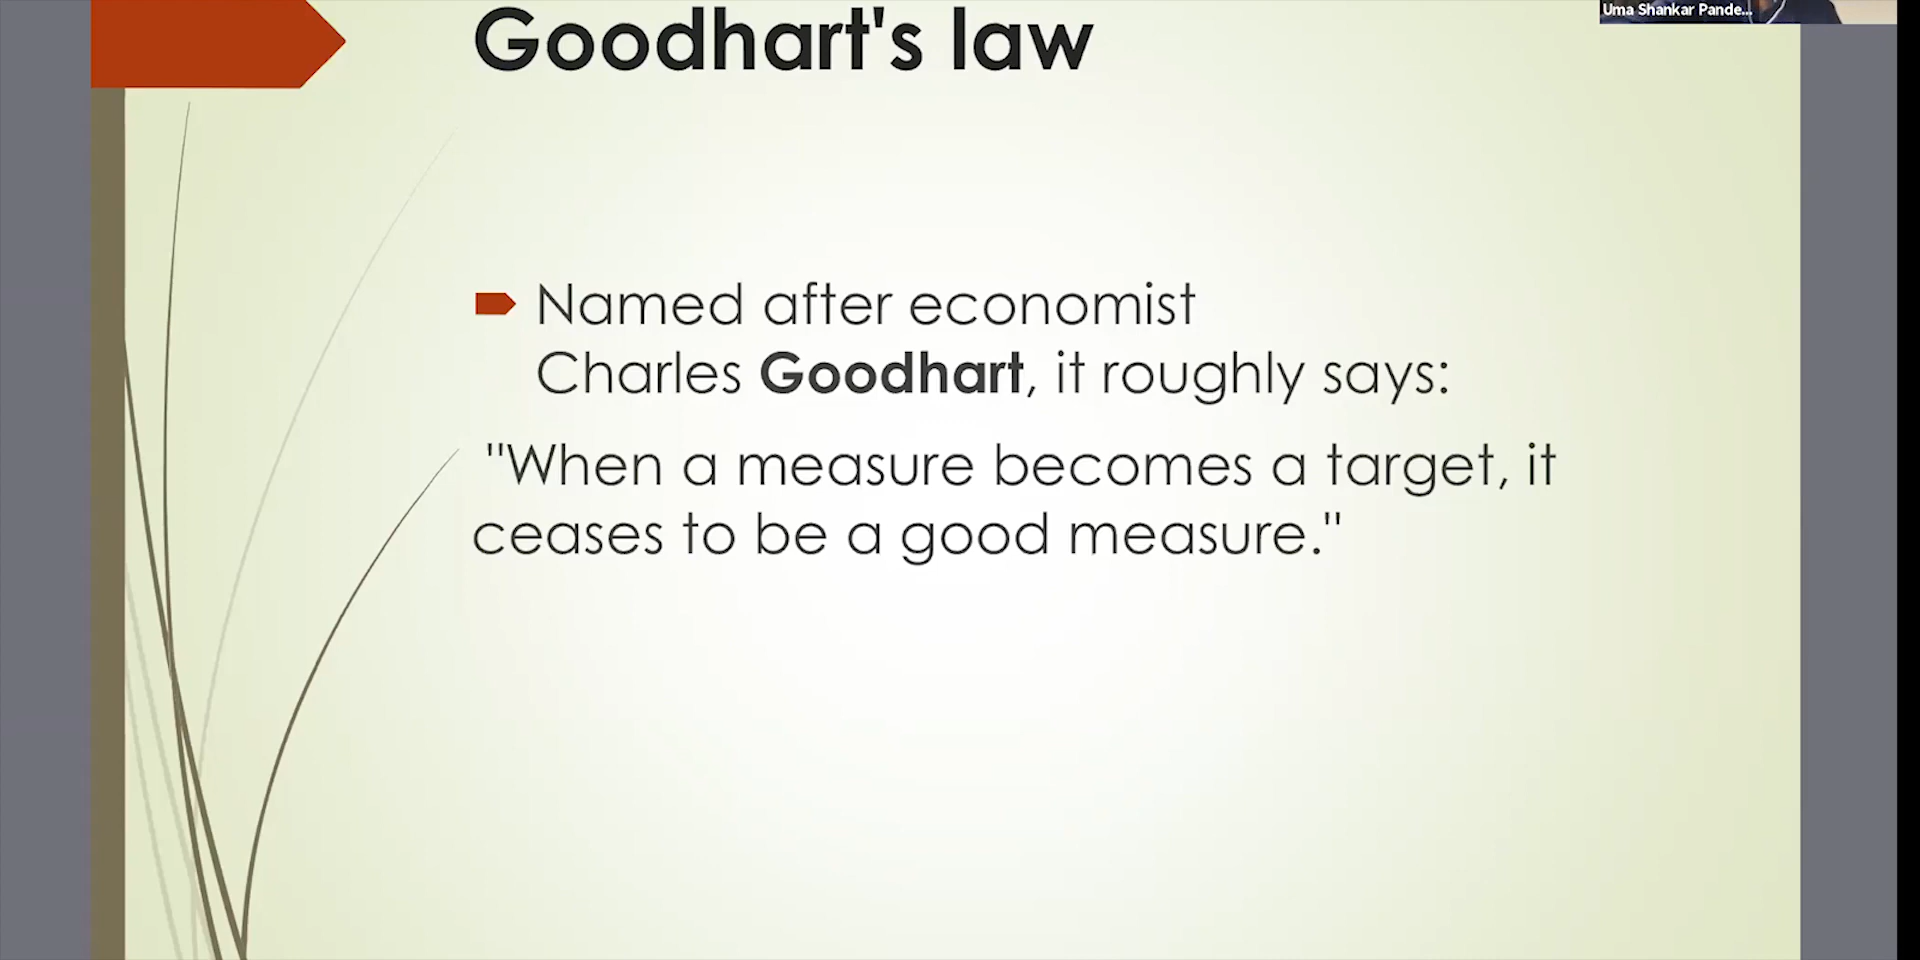 Uma Shankar Pande...
Goodhart's law
Named after economist
Charles Goodhart, it roughly says:
"When a measure becomes a target, it
ceases to be a good measure."